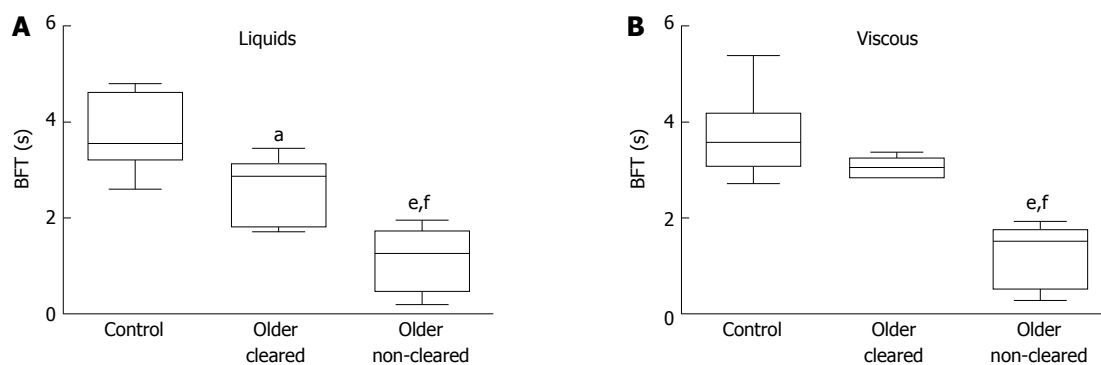 A
Liquids
6
4
2
0
BFT (s)
a
e,f
Control
Older
cleared
Older
non-cleared
B
Viscous
6
4
2
0
BFT (s)
e,f
Control
Older
cleared
Older
non-cleared